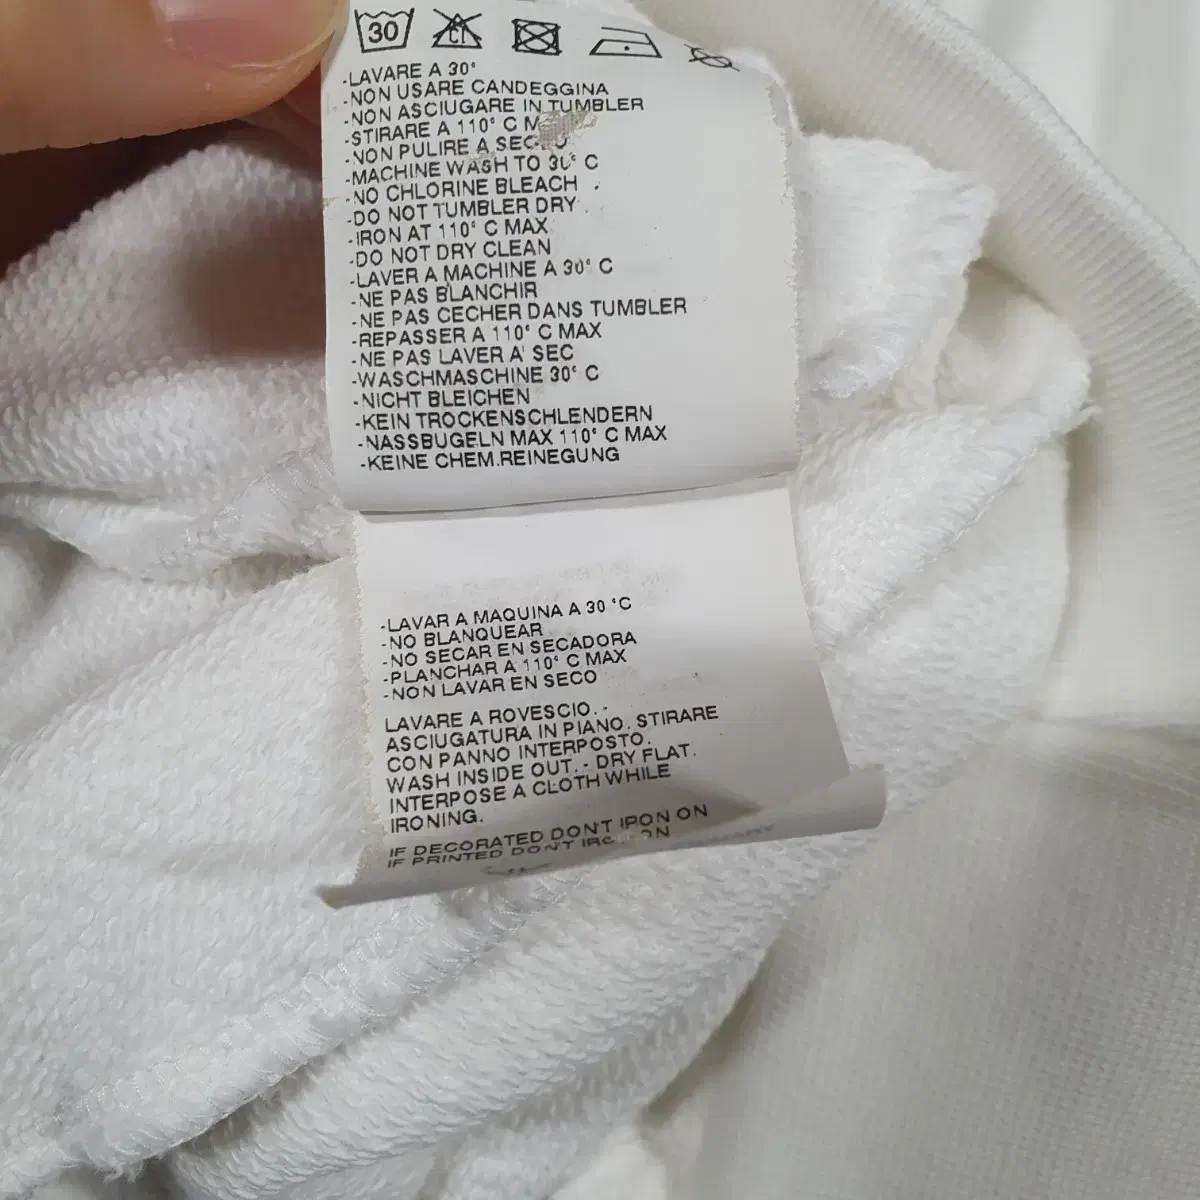 30
CL
-LAVARE A 30°
-NON USARE CANDEGGINA
-NON ASCIUGARE IN TUMBLER
-STIRARE A 110° C
-NON PULIRE A
-MACHINE WASH TO 30° C
-NO CHLORINE BLEACH
-DO NOT TUMBLER DRY
-IRON AT 110° C MAX
-DO NOT DRY CLEAN
-LAVER A MACHINE A 30° C
-NE PAS BLANCHIR
-NE PAS CECHER DANS TUMBLER
-REPASSER A 110° C MAX
-NE PAS LAVER A' SEC
-WASCHMASCHINE 30° C
-NICHT BLEICHEN
-KEIN TROCKENSCHLENDERN
-NASSBUGELN MAX 110° C MAX
-KEINE CHEM.REINEGUNG
-LAVAR A MAQUINA A 30 °C
-NO BLANQUEAR
-NO SECAR EN SECADORA
-PLANCHAR A 110° C MAX
-NON LAVAR EN SECO
LAVARE A ROVESCIO. -
ASCIUGATURA IN PIANO. STIRARE
CON PANNO INTERPOSTO.
WASH INSIDE OUT. - DRY FLAT.
INTERPOSE A CLOTH WHILE
IRONING.
IF DECORATED DON'T IRON ON
IF PRINTED DON'T